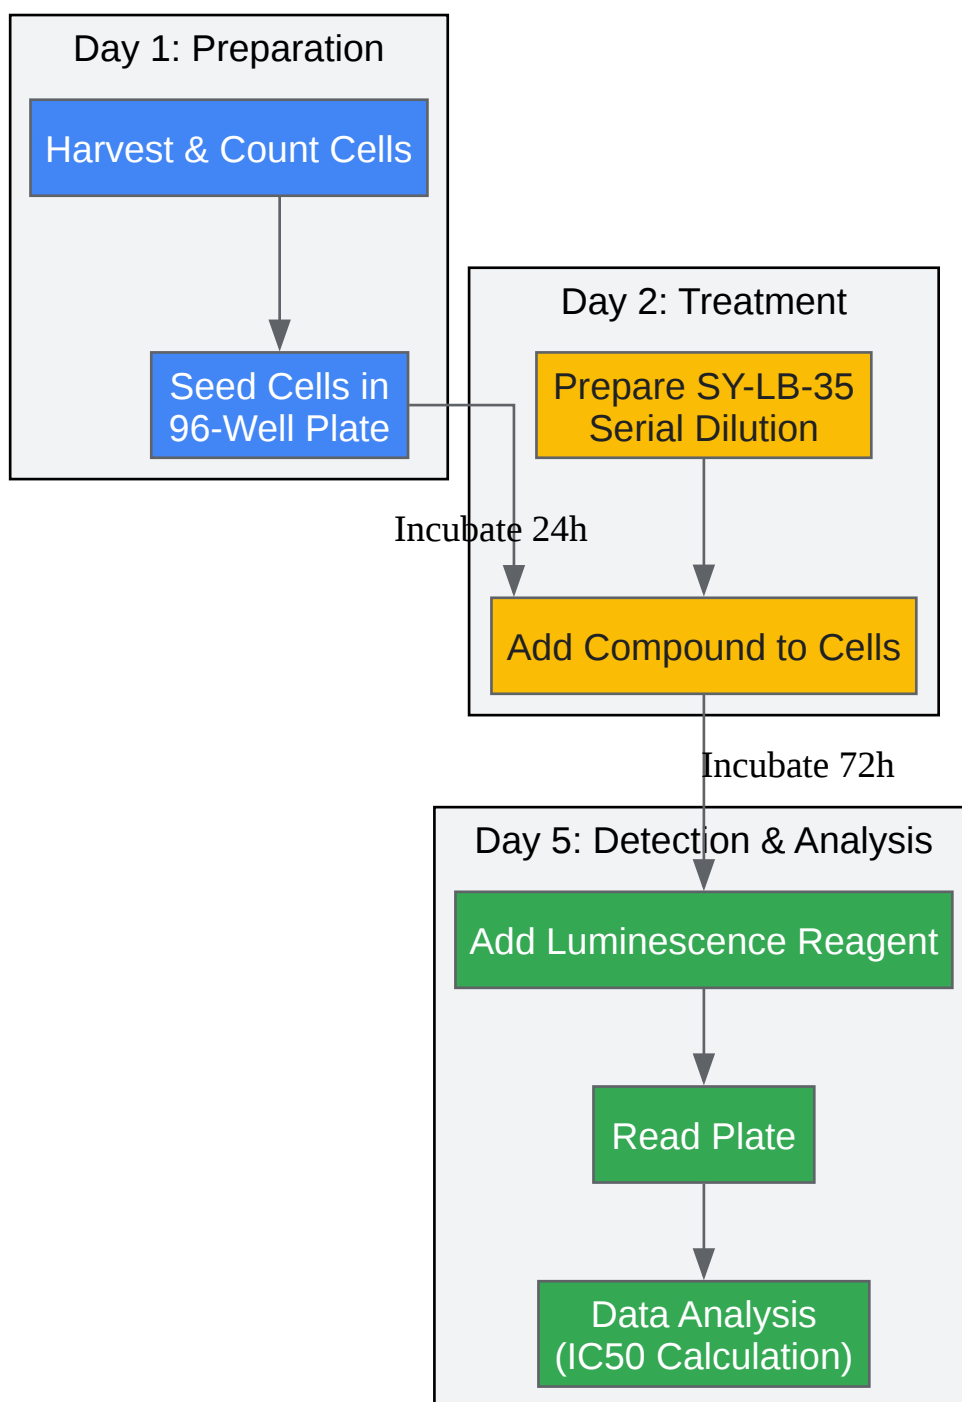 Day 1: Preparation
Harvest & Count Cells
Seed Cells in
96-Well Plate
Incubate 24h
Day 2: Treatment
Prepare SY-LB-35
Serial Dilution
Add Compound to Cells
Incubate 72h
Day 5: Detection & Analysis
Add Luminescence Reagent
Read Plate
Data Analysis
(IC50 Calculation)